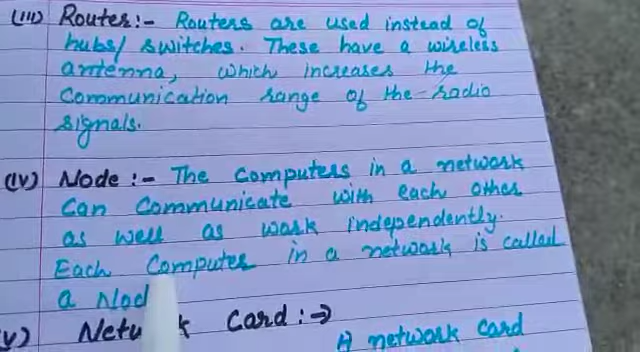 (iii) Router:- Routers are used instead of
hubs/ switches. These have a wireless
antenna, which increases the
Communication range of the radio
signals.
(iv) Node:- The Computers in a network
Can Communicate with each other
as well as work independently.
Each Computer in a network is called
a Nod
(v) Netw k Card:→
A network card